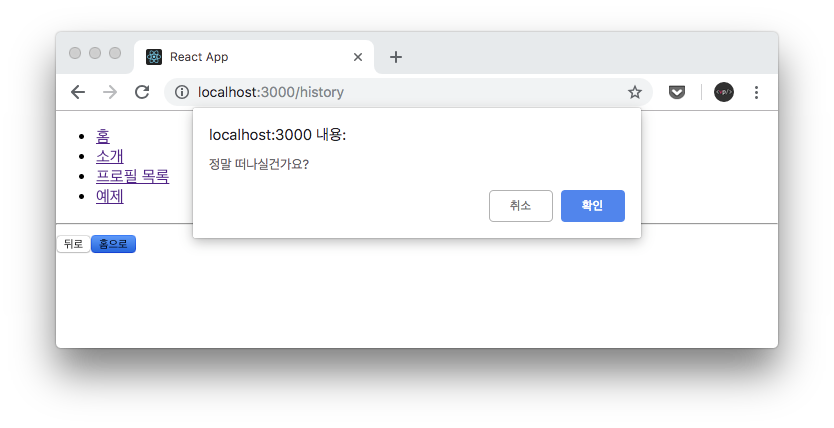 React App
localhost:3000/history
localhost:3000 내용:
정말 떠나실건가요?
취소 확인
홈
소개
프로필 목록
예제
뒤로 홈으로